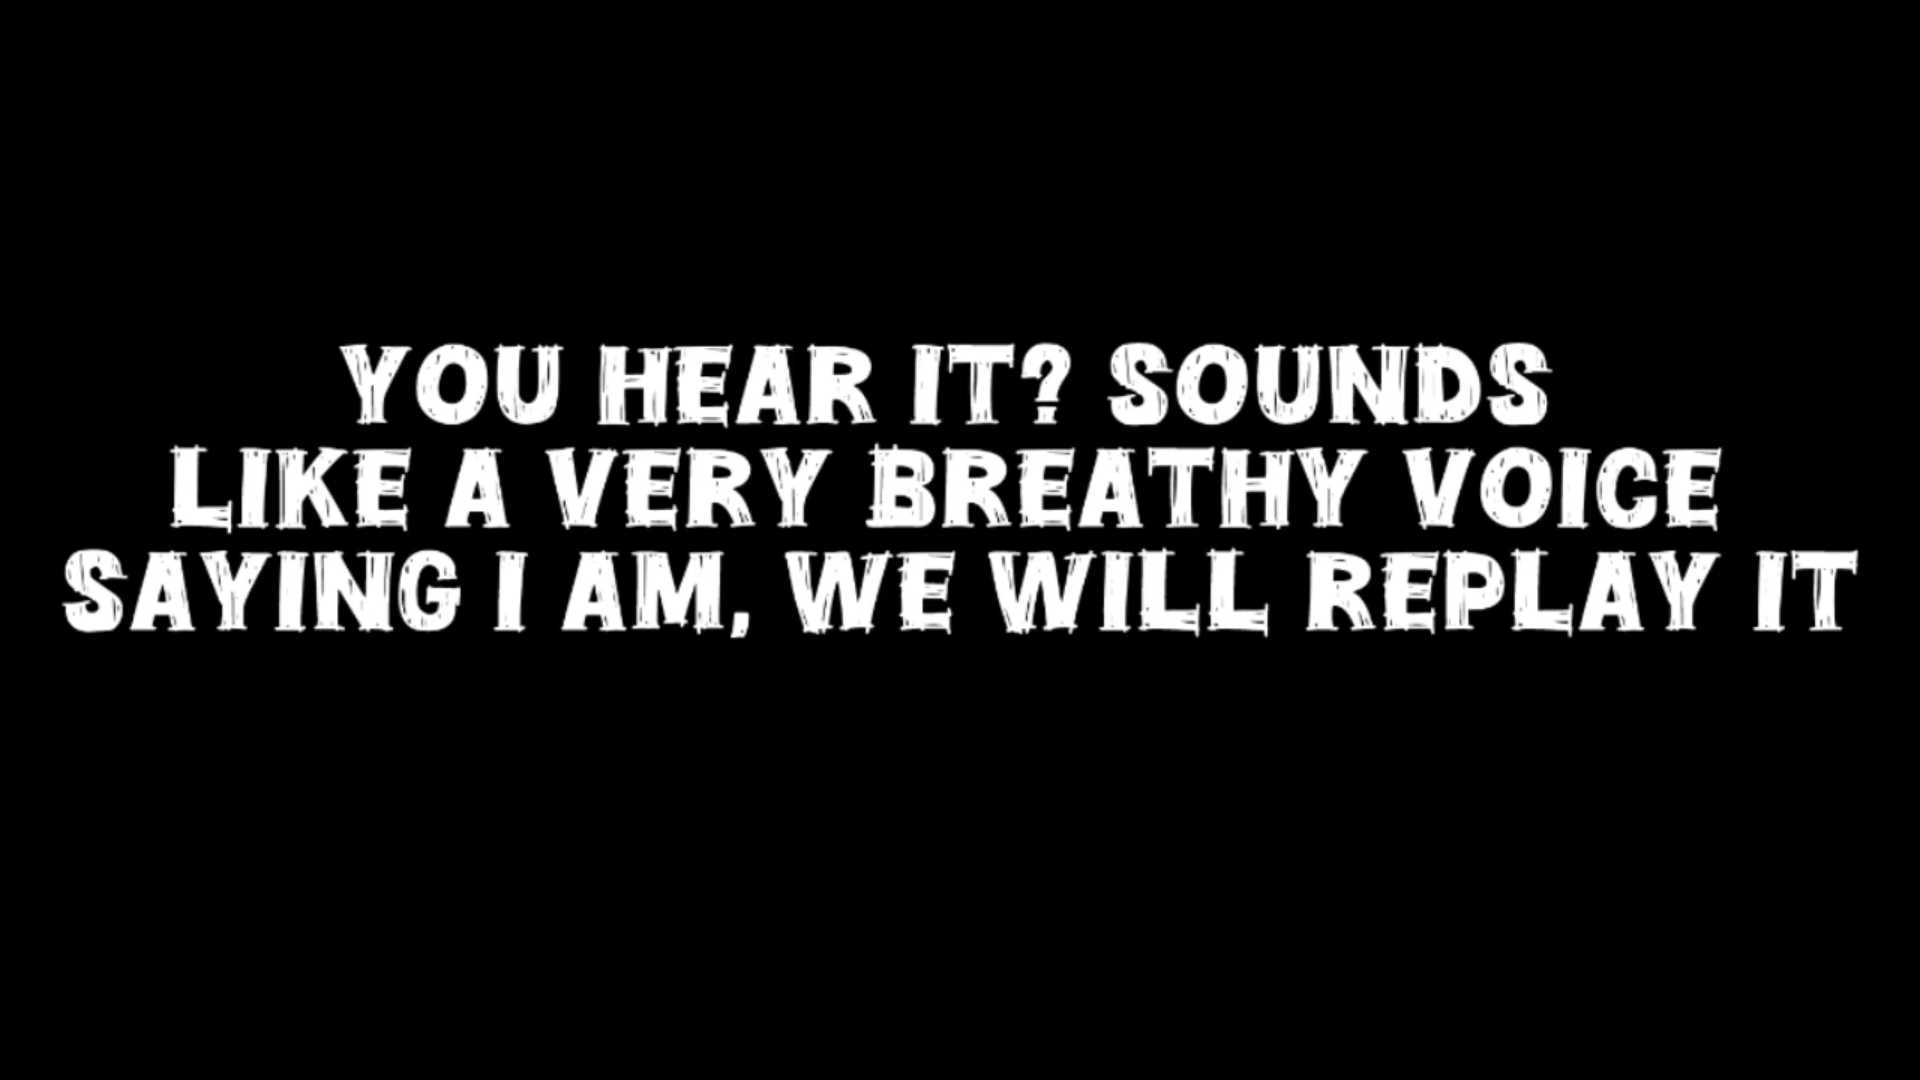 YOU HEAR IT? SOUNDS
LIKE A VERY BREATHY VOICE
SAYING I AM, WE WILL REPLAY IT